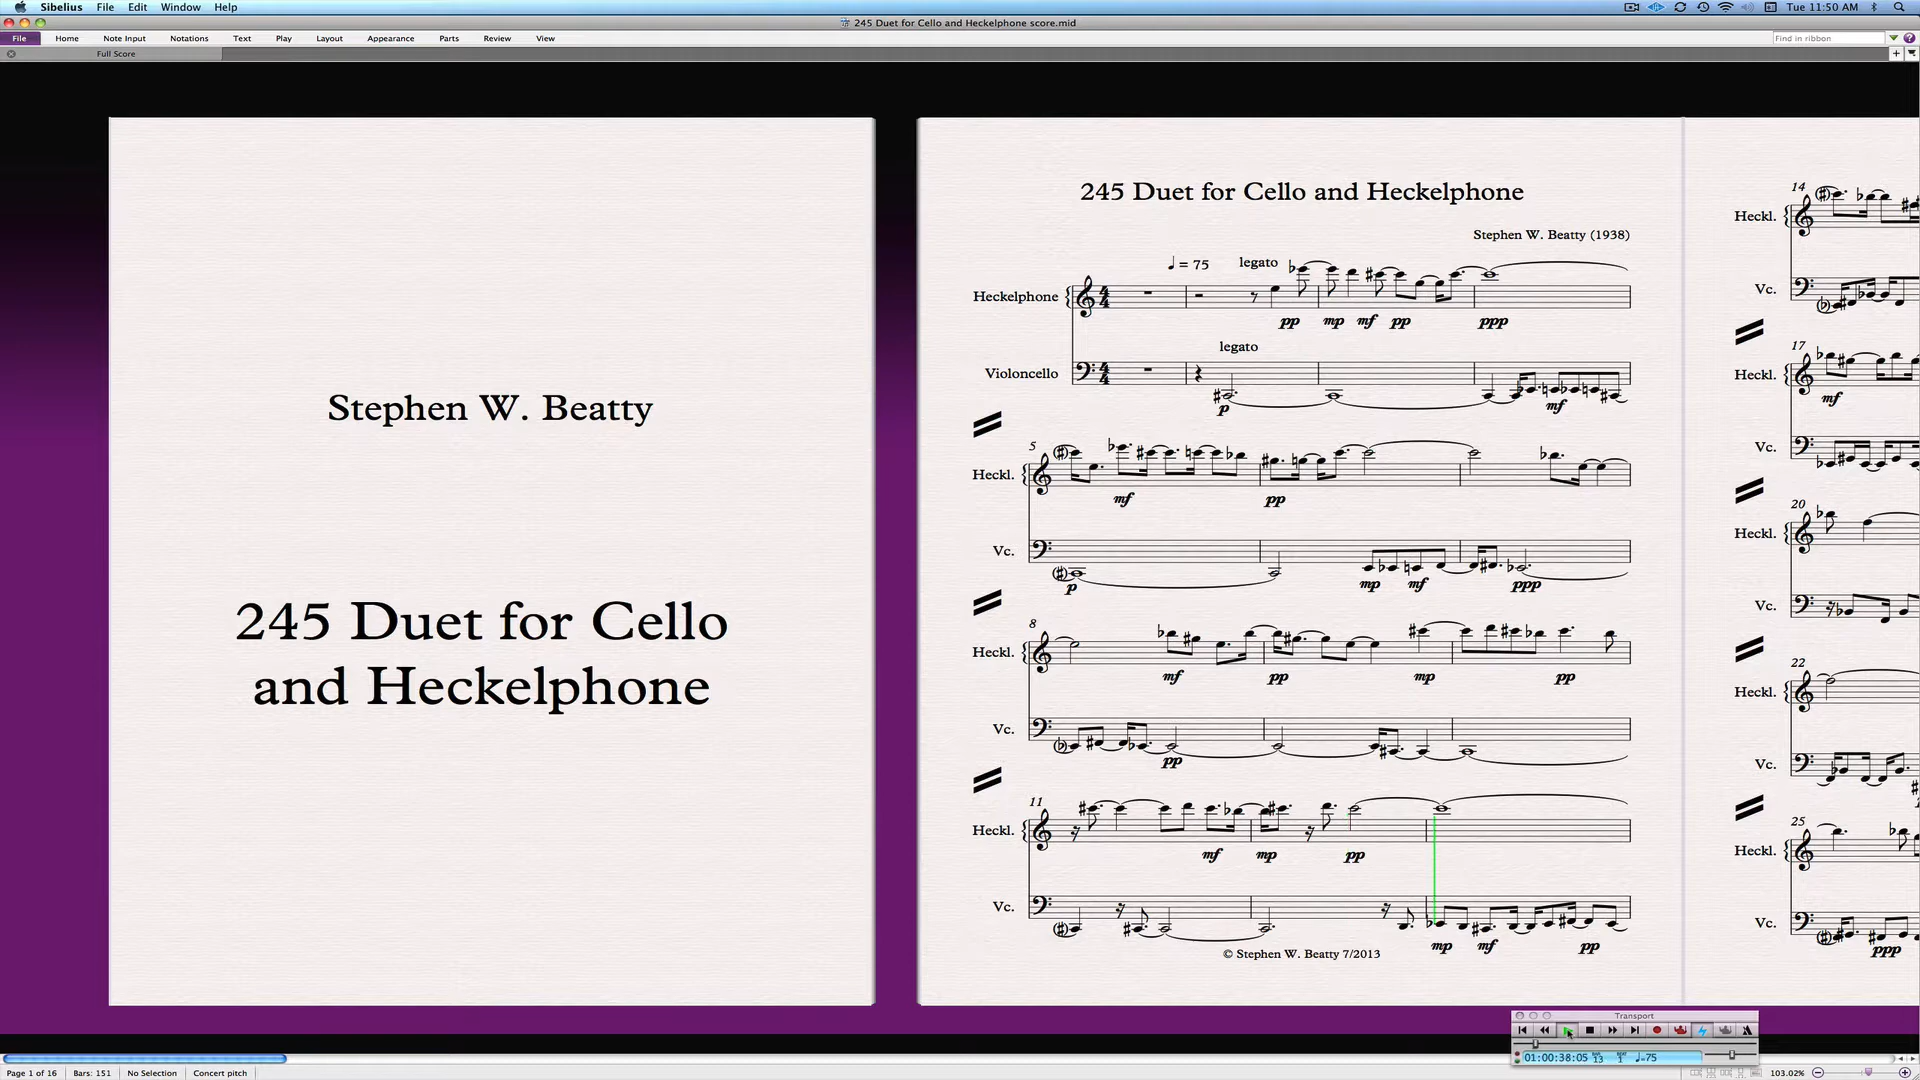 Sibelius File Edit Window Help Tue 11:50 AM
245 Duet for Cello and Heckelphone score.mid
File Home Note Input Notations Text Play Layout Appearance Parts Review View Find in ribbon
Full Score
Stephen W. Beatty
245 Duet for Cello
and Heckelphone
245 Duet for Cello and Heckelphone
Stephen W. Beatty (1938)
= 75 legato
Heckelphone
pp mp mf pp ppp
legato
Violoncello
p mf
5
Heckl.
mf pp
Vc.
p mp mf ppp
8
Heckl.
mf pp mp pp
Vc.
pp
11
Heckl.
mf mp pp
Vc.
mp mf pp
© Stephen W. Beatty 7/2013
14
Heckl.
Vc.
17
Heckl.
mf
Vc.
20
Heckl.
Vc.
22
Heckl.
Vc.
25
Heckl.
Vc.
ppp
Transport
01:00:38:05 BAR 13 BEAT 1 =75
Page 1 of 16 Bars: 151 No Selection Concert pitch 103.02%